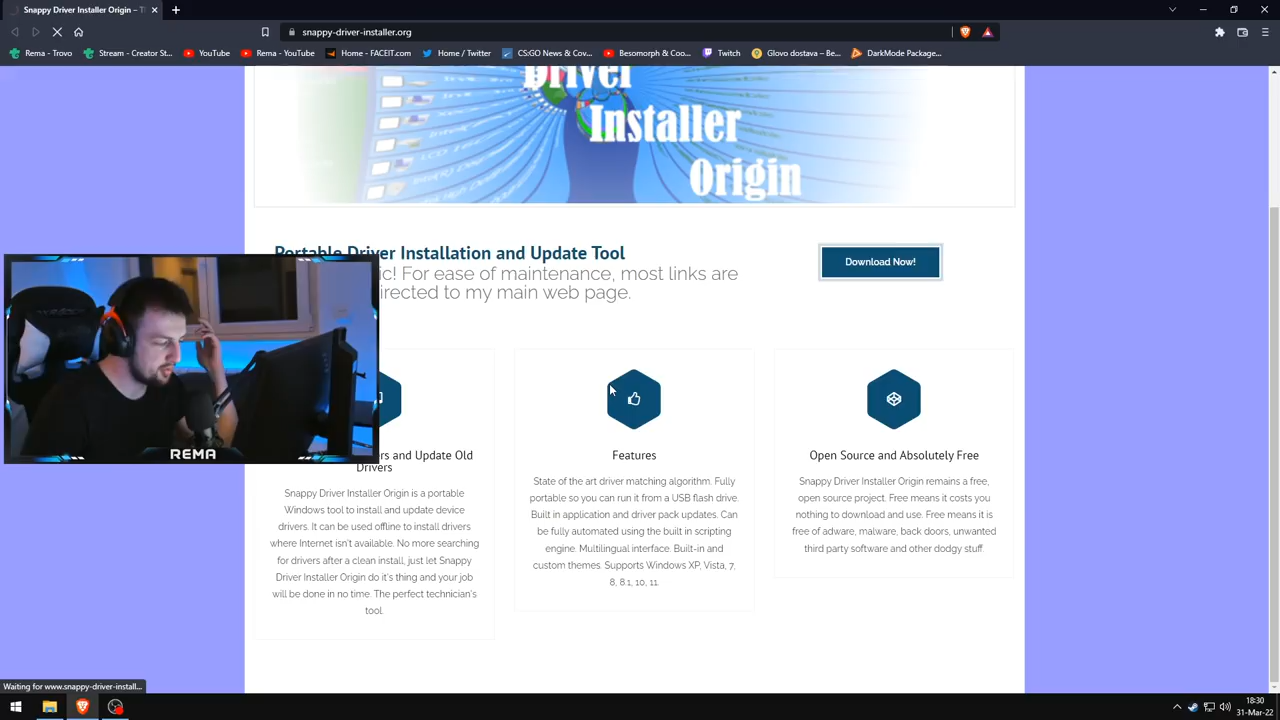 Snappy Driver Installer Origin – T
snappy-driver-installer.org
Rema - Trovo
Stream - Creator St...
YouTube
Rema - YouTube
Home - FACEIT.com
Home / Twitter
CS:GO News & Cov...
Besomorph & Coo...
Twitch
Glovo dostava – Be...
DarkMode Package...
Driver
Installer
Origin
Portable Driver Installation and Update Tool
ic! For ease of maintenance, most links are
irected to my main web page.
Download Now!
rs and Update Old
Drivers
Snappy Driver Installer Origin is a portable
Windows tool to install and update device
drivers. It can be used offline to install drivers
where Internet isn't available. No more searching
for drivers after a clean install, just let Snappy
Driver Installer Origin do it's thing and your job
will be done in no time. The perfect technician's
tool.
Features
State of the art driver matching algorithm. Fully
portable so you can run it from a USB flash drive.
Built in application and driver pack updates. Can
be fully automated using the built in scripting
engine. Multilingual interface. Built-in and
custom themes. Supports Windows XP, Vista, 7,
8, 8.1, 10, 11.
Open Source and Absolutely Free
Snappy Driver Installer Origin remains a free,
open source project. Free means it costs you
nothing to download and use. Free means it is
free of adware, malware, back doors, unwanted
third party software and other dodgy stuff.
REMA
Waiting for www.snappy-driver-install...
18:30
31-Mar-22